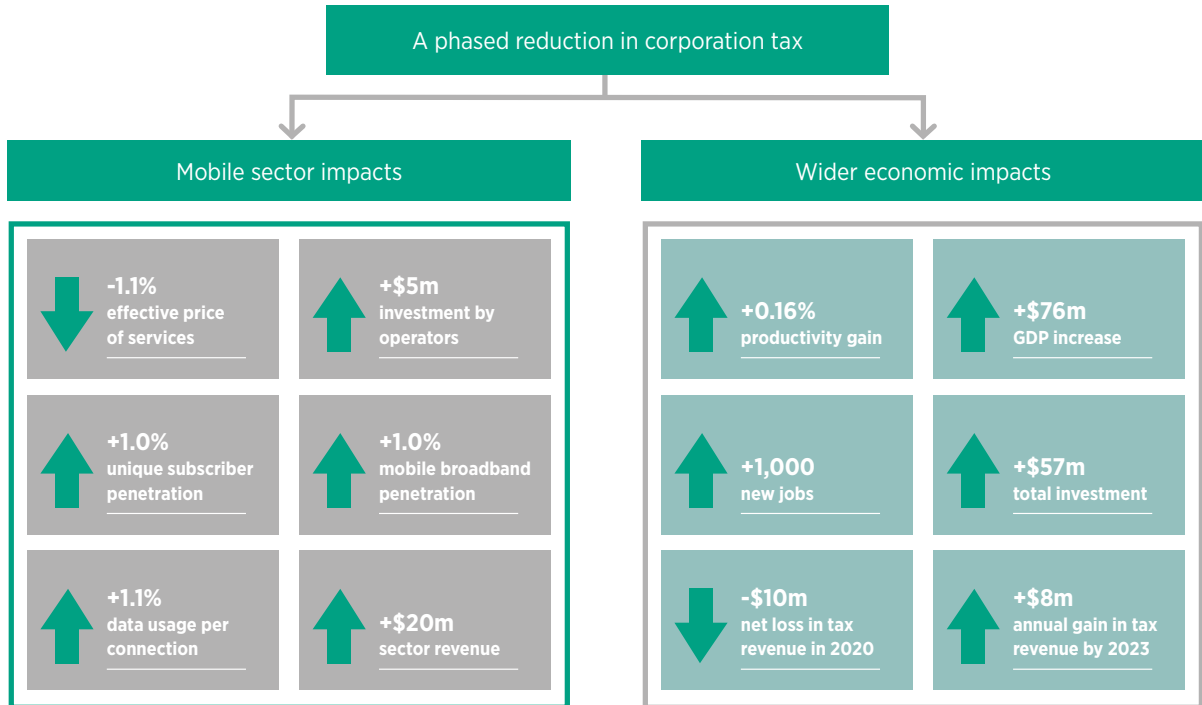 A phased reduction in corporation tax
Mobile sector impacts
-1.1%
effective price
of services
+$5m
investment by
operators
+1.0%
unique subscriber
penetration
+1.0%
mobile broadband
penetration
+1.1%
data usage per
connection
+$20m
sector revenue
Wider economic impacts
+0.16%
productivity gain
+$76m
GDP increase
+1,000
new jobs
+$57m
total investment
-$10m
net loss in tax
revenue in 2020
+$8m
annual gain in tax
revenue by 2023